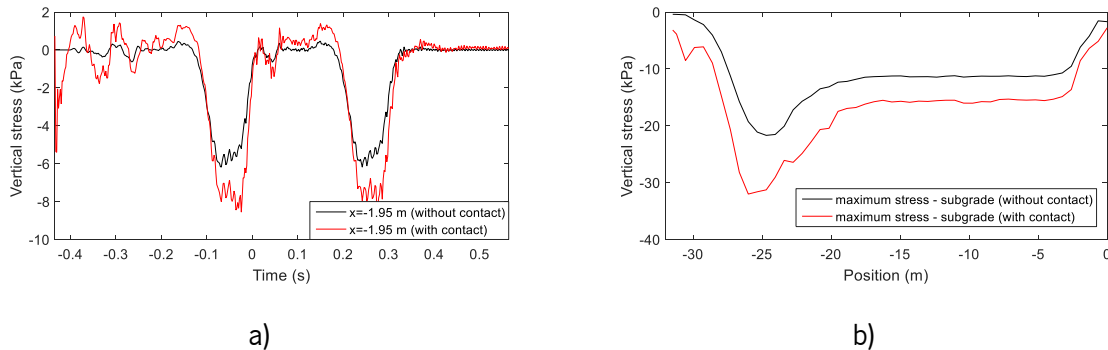 2
0
-2
-4
-6
-8
-10
Vertical stress (kPa)
-0.4 -0.3 -0.2 -0.1 0 0.1 0.2 0.3 0.4 0.5
Time (s)
x=-1.95 m (without contact)
x=-1.95 m (with contact)
a)
0
-10
-20
-30
-40
Vertical stress (kPa)
-30 -25 -20 -15 -10 -5 0
Position (m)
maximum stress - subgrade (without contact)
maximum stress - subgrade (with contact)
b)